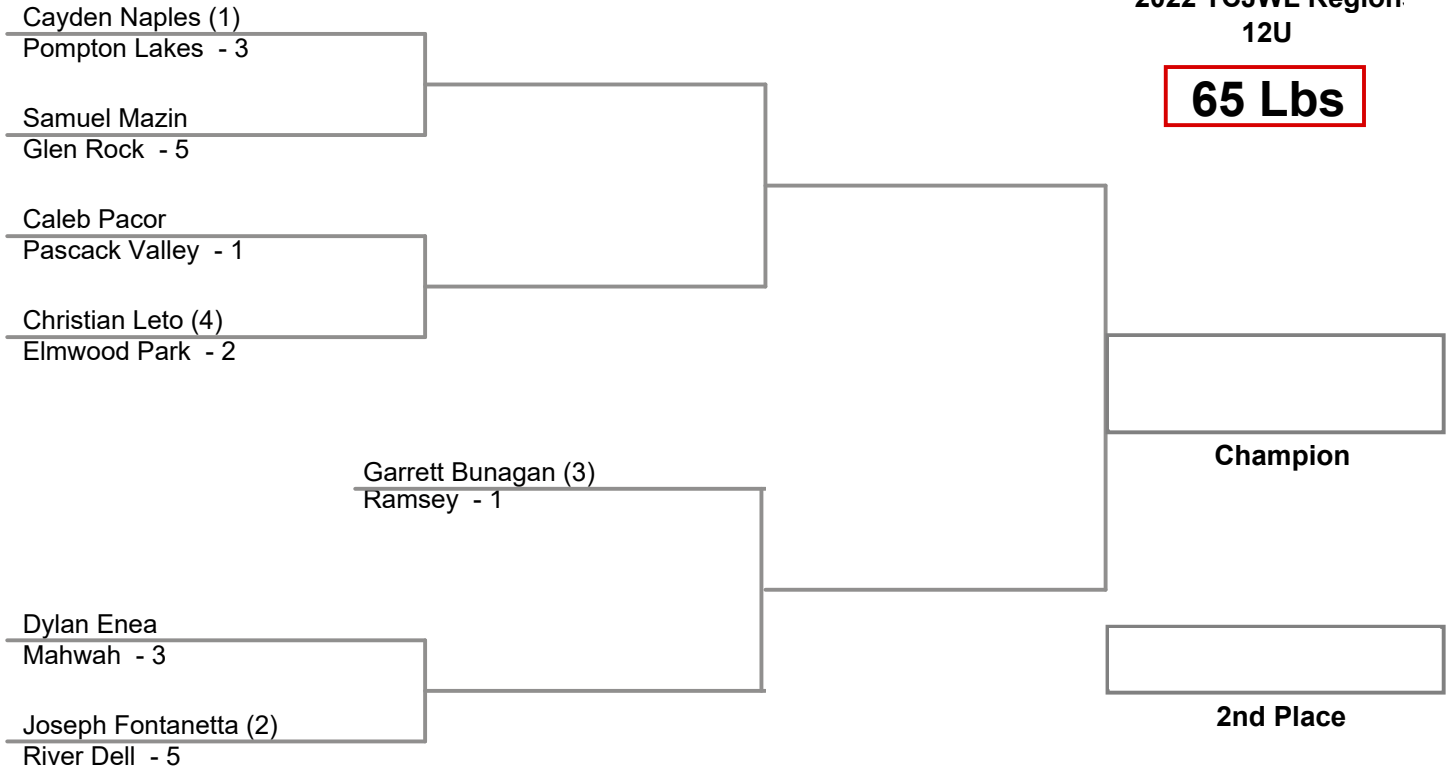 Cayden Naples (1)
Pompton Lakes - 3
Samuel Mazin
Glen Rock - 5
Caleb Pacor
Pascack Valley - 1
Christian Leto (4)
Elmwood Park - 2
Garrett Bunagan (3)
Ramsey - 1
Dylan Enea
Mahwah - 3
Joseph Fontanetta (2)
River Dell - 5
2022
12U
65 Lbs
Champion
2nd Place